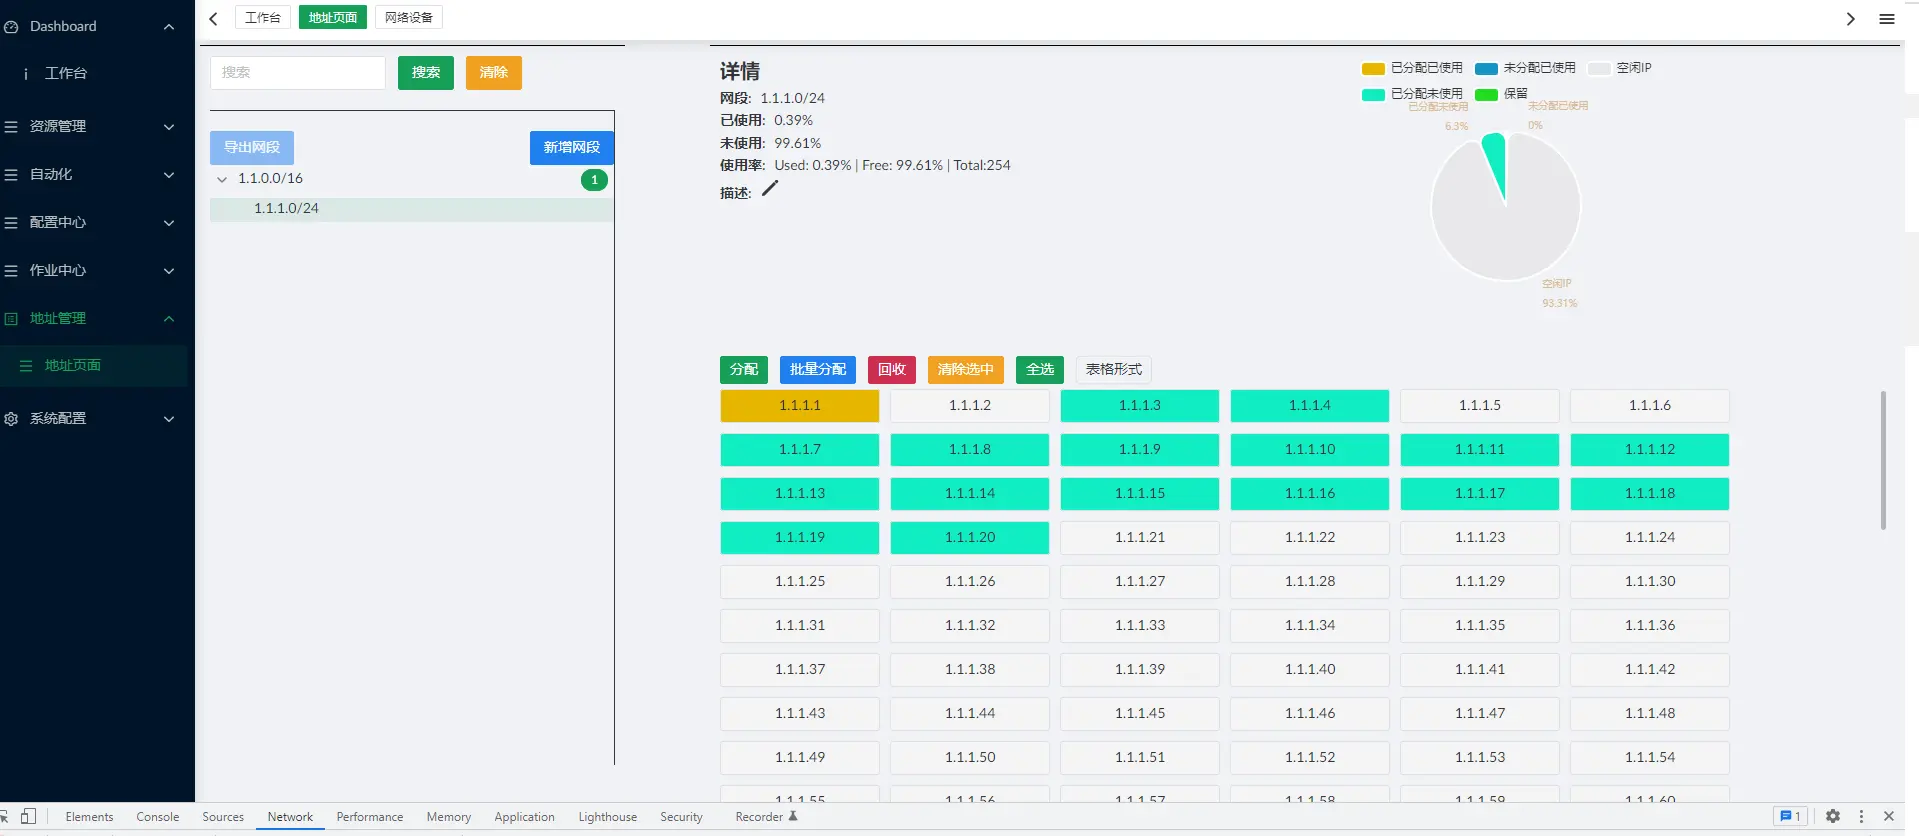 Dashboard
工作台
资源管理
自动化
配置中心
作业中心
地址管理
地址页面
系统配置
工作台 地址页面 网络设备
搜索 搜索 清除
导出网段 新增网段
1.1.0.0/16 1
1.1.1.0/24
详情
网段: 1.1.1.0/24
已使用: 0.39%
未使用: 99.61%
使用率: Used: 0.39% | Free: 99.61% | Total:254
描述:
已分配已使用 未分配已使用 空闲IP
已分配未使用 保留
已分配未使用
6.3%
未分配已使用
0%
空闲IP
93.31%
分配 批量分配 回收 清除选中 全选 表格形式
1.1.1.1 1.1.1.2 1.1.1.3 1.1.1.4 1.1.1.5 1.1.1.6
1.1.1.7 1.1.1.8 1.1.1.9 1.1.1.10 1.1.1.11 1.1.1.12
1.1.1.13 1.1.1.14 1.1.1.15 1.1.1.16 1.1.1.17 1.1.1.18
1.1.1.19 1.1.1.20 1.1.1.21 1.1.1.22 1.1.1.23 1.1.1.24
1.1.1.25 1.1.1.26 1.1.1.27 1.1.1.28 1.1.1.29 1.1.1.30
1.1.1.31 1.1.1.32 1.1.1.33 1.1.1.34 1.1.1.35 1.1.1.36
1.1.1.37 1.1.1.38 1.1.1.39 1.1.1.40 1.1.1.41 1.1.1.42
1.1.1.43 1.1.1.44 1.1.1.45 1.1.1.46 1.1.1.47 1.1.1.48
1.1.1.49 1.1.1.50 1.1.1.51 1.1.1.52 1.1.1.53 1.1.1.54
1.1.1.55 1.1.1.56 1.1.1.57 1.1.1.58 1.1.1.59 1.1.1.60
Elements Console Sources Network Performance Memory Application Lighthouse Security Recorder 1